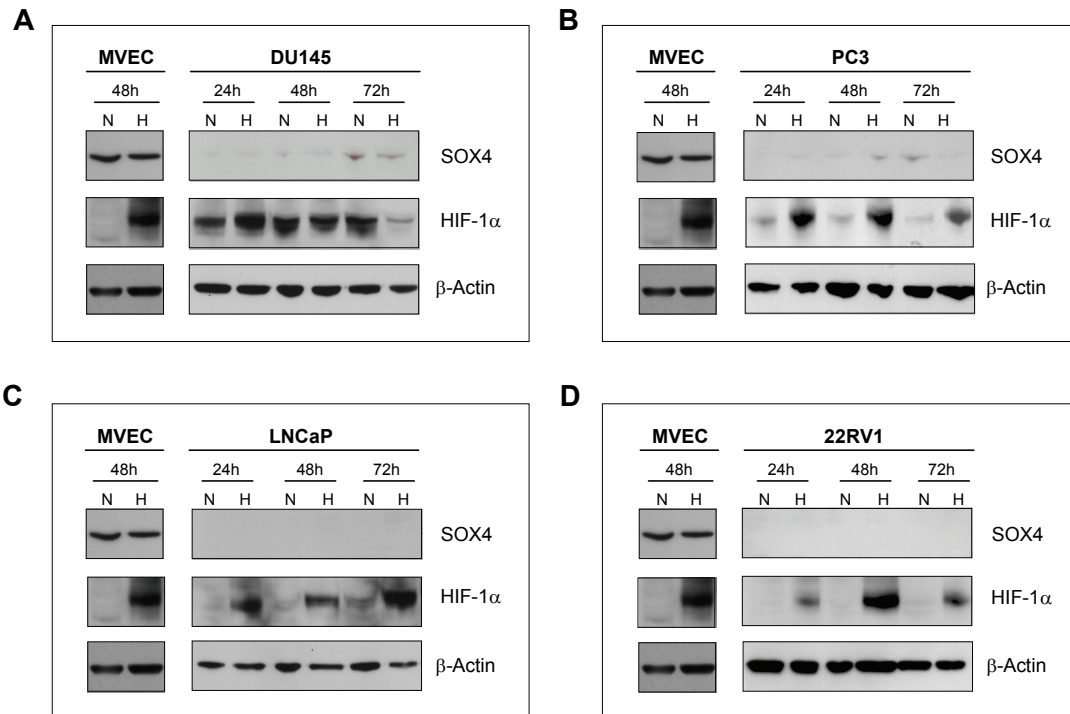 A
MVEC DU145
48h 24h 48h 72h
N H N H N H N H
SOX4
HIF-1α
β-Actin
B
MVEC PC3
48h 24h 48h 72h
N H N H N H N H
SOX4
HIF-1α
β-Actin
C
MVEC LNCaP
48h 24h 48h 72h
N H N H N H N H
SOX4
HIF-1α
β-Actin
D
MVEC 22RV1
48h 24h 48h 72h
N H N H N H N H
SOX4
HIF-1α
β-Actin